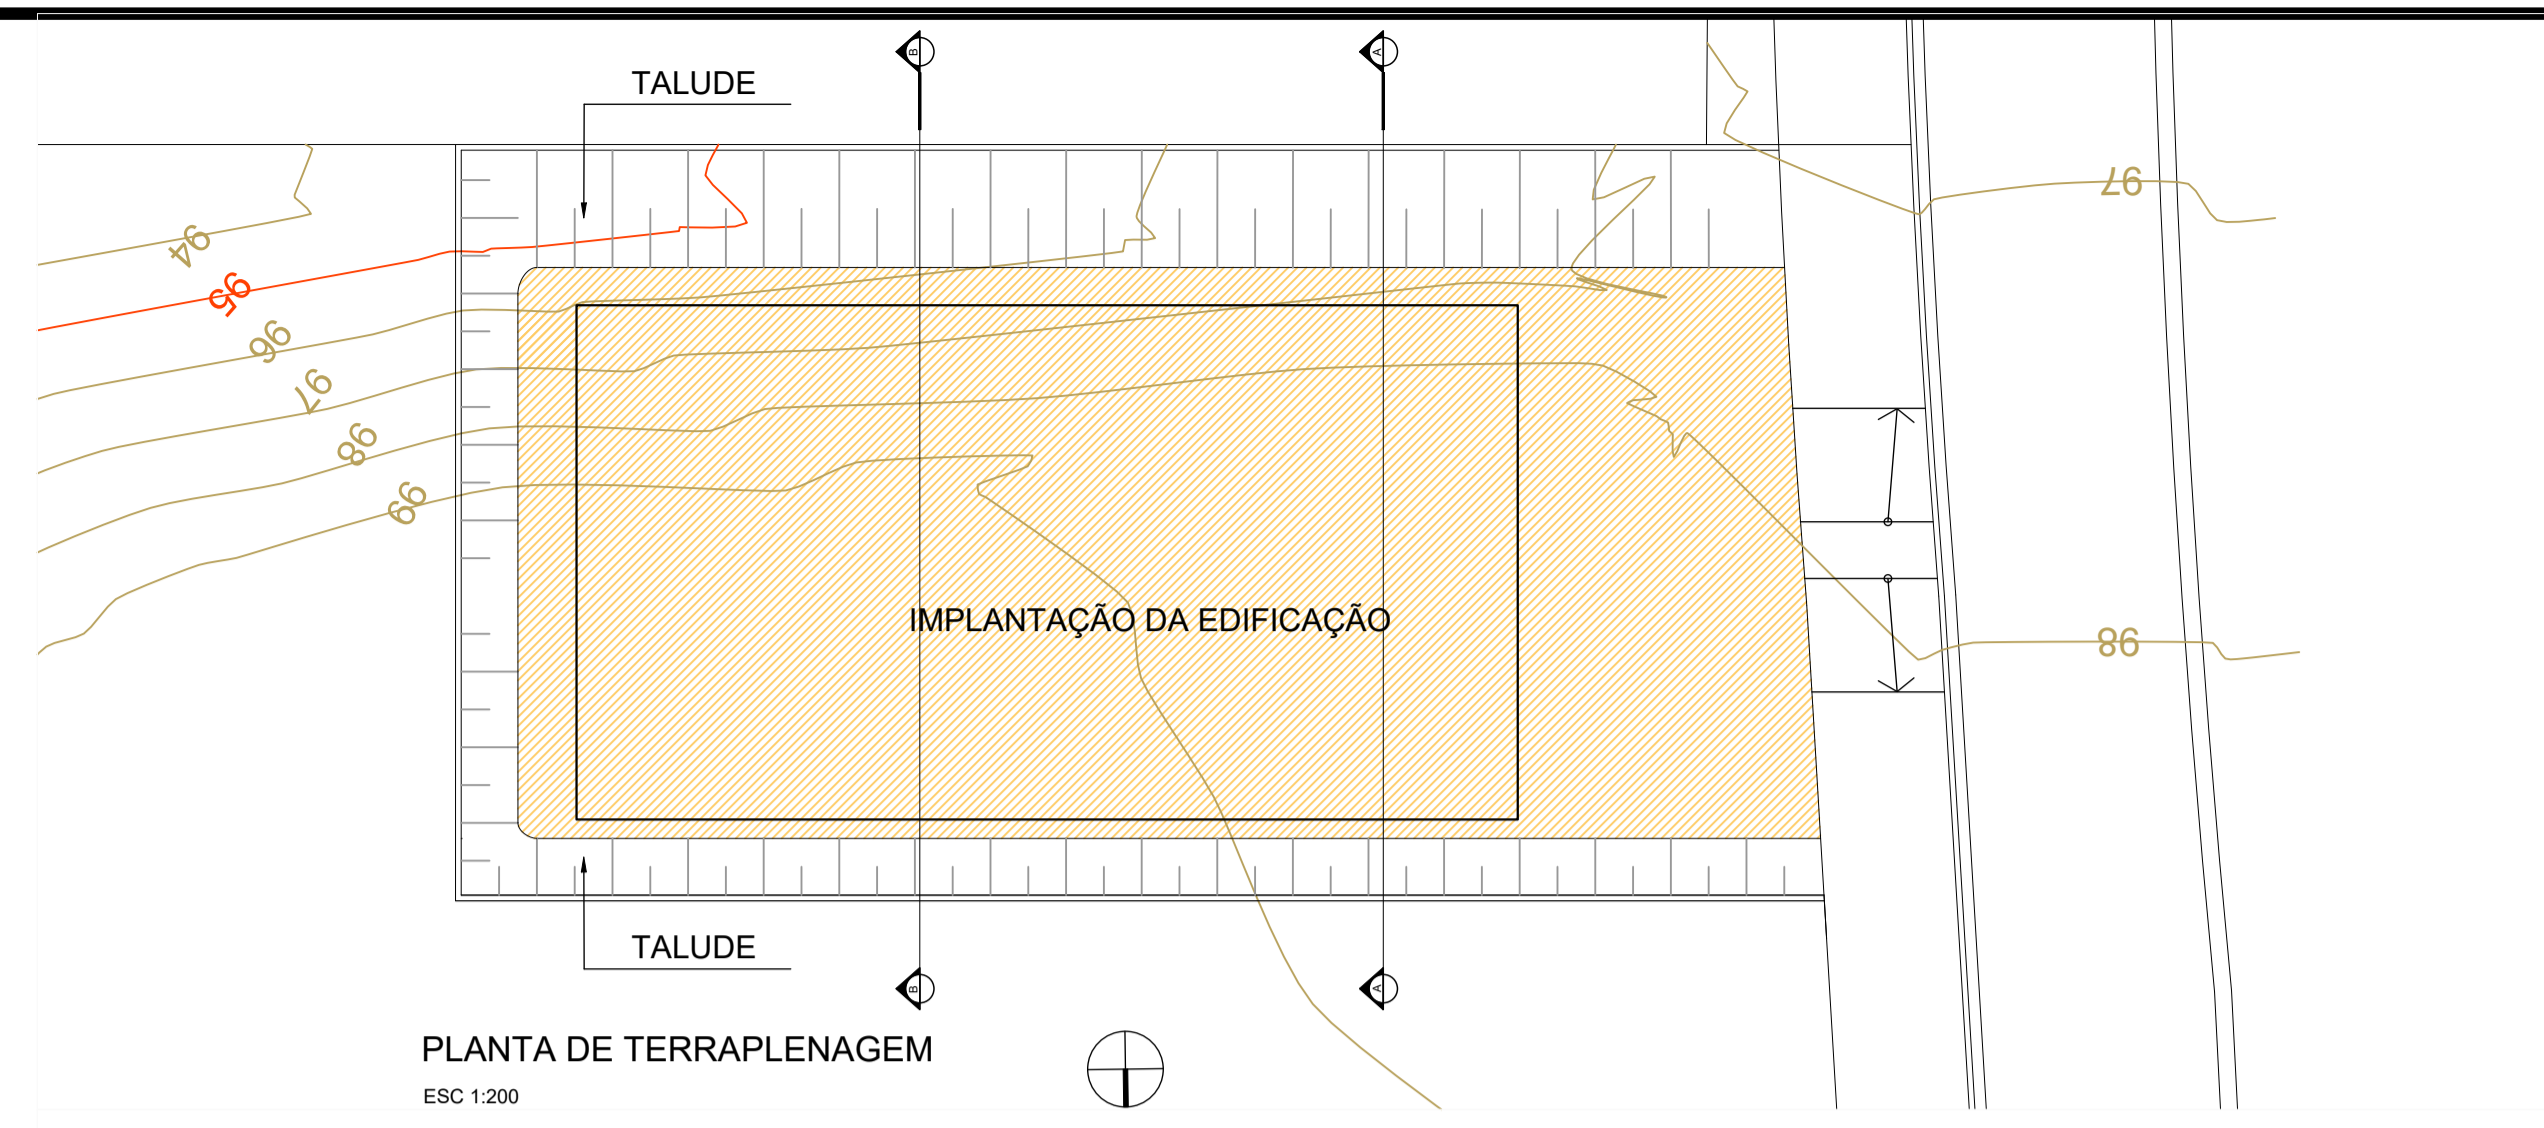 B
A
TALUDE
97
94
95
96
97
98
99
IMPLANTAÇÃO DA EDIFICAÇÃO
98
TALUDE
B
A
PLANTA DE TERRAPLENAGEM
ESC 1:200